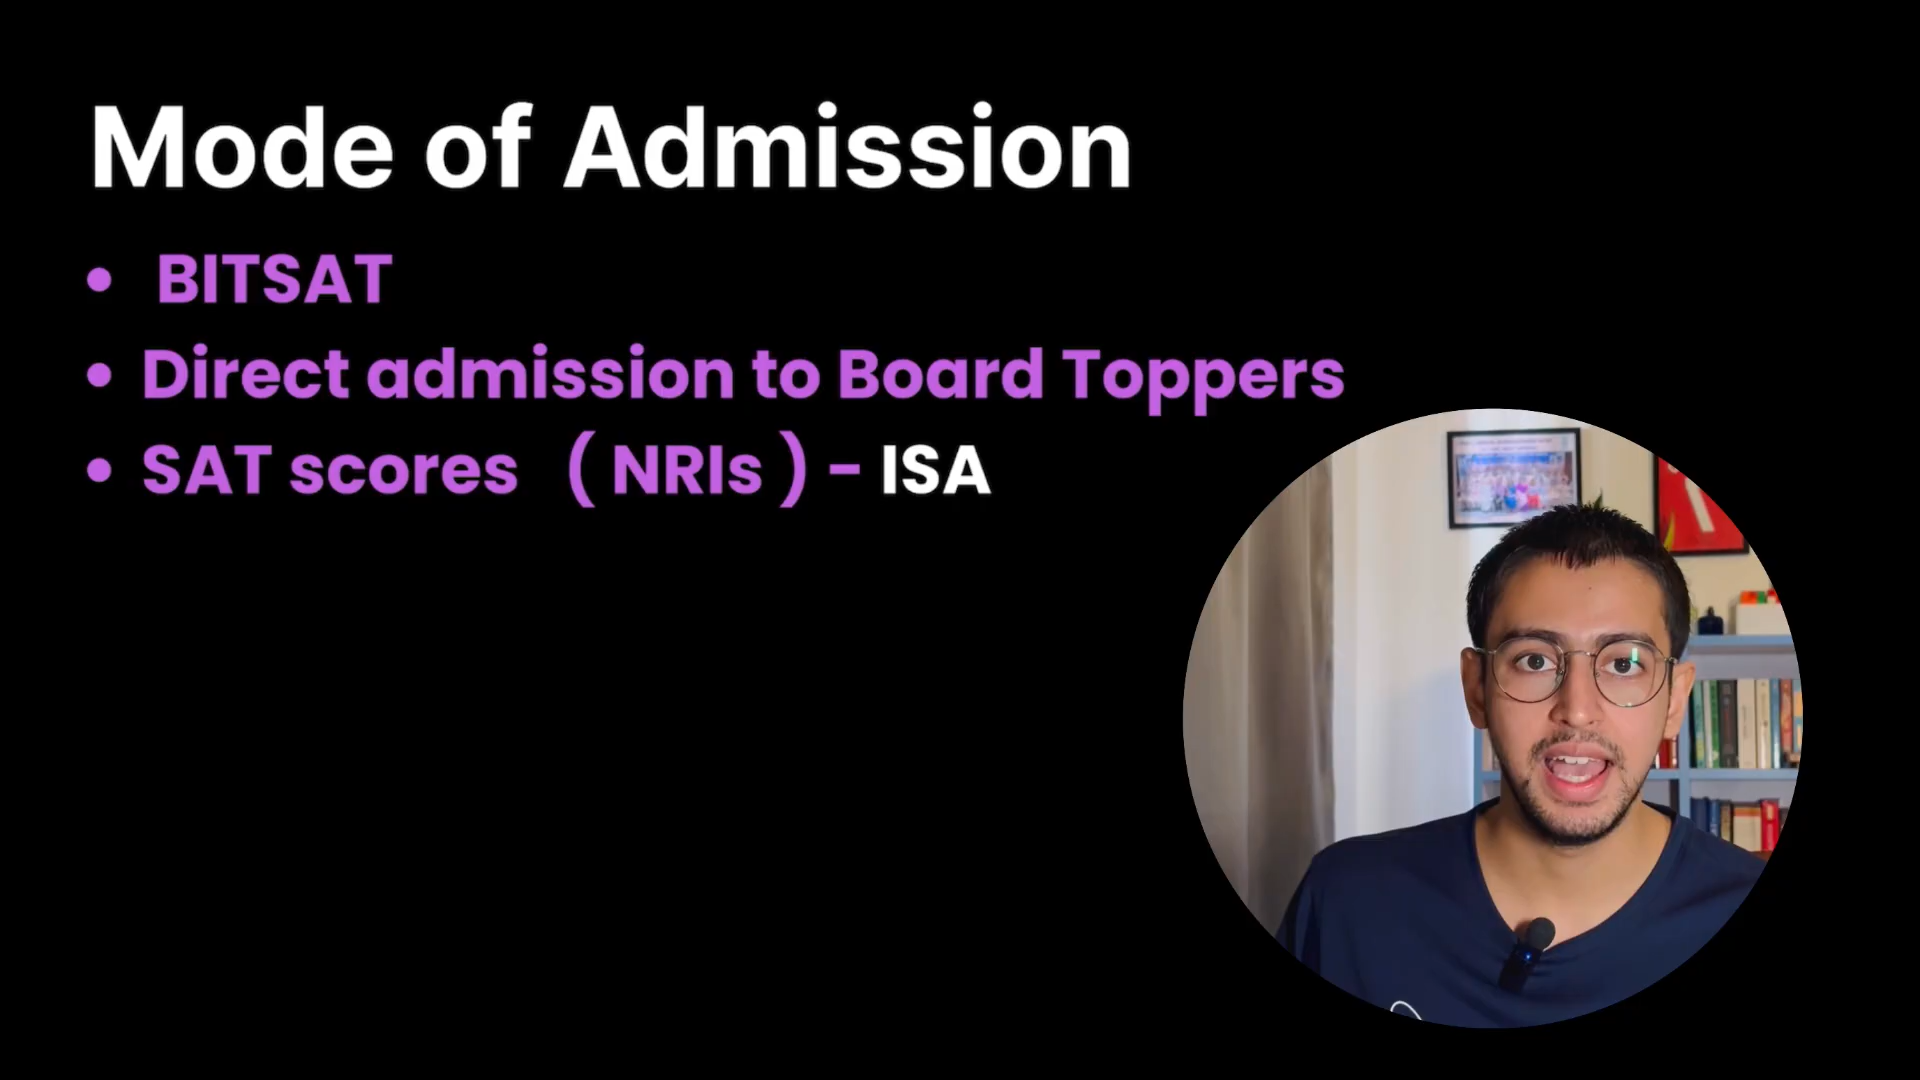 Mode of Admission
• BITSAT
• Direct admission to Board Toppers
• SAT scores ( NRIs ) - ISA